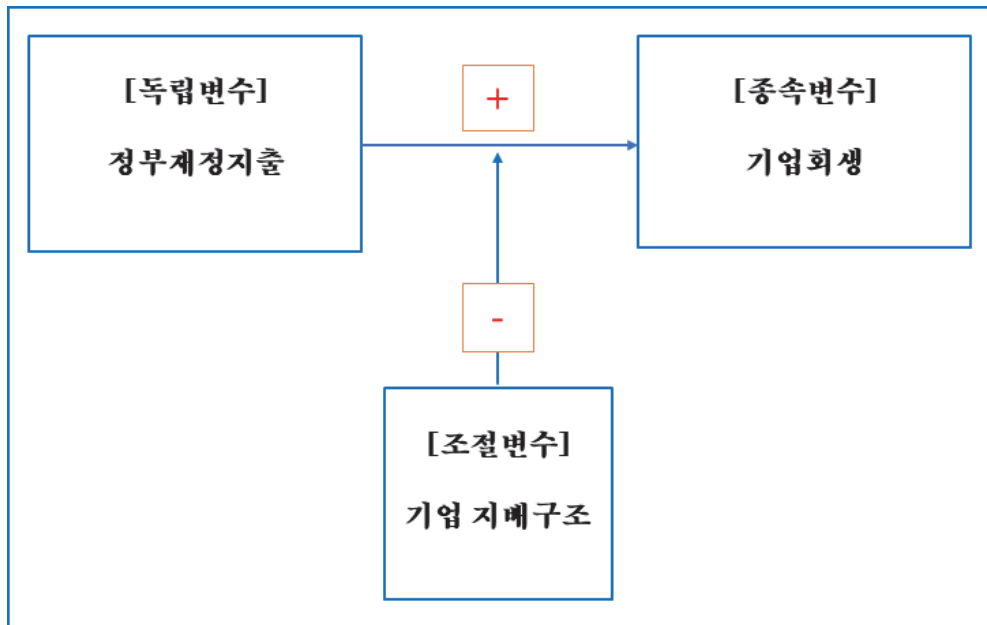 [독립변수]
정부재정지출
+
[종속변수]
기업회생
-
[조절변수]
기업 지배구조